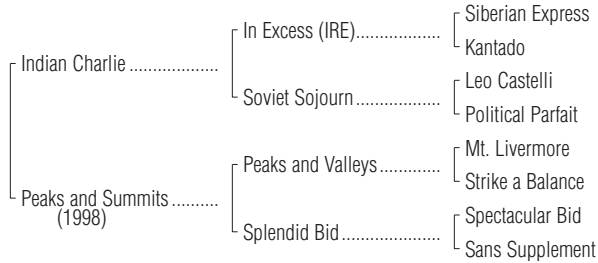 Siberian Express
In Excess (IRE)...................
Kantado
Indian Charlie ....................
Leo Castelli
Soviet Sojourn ...................
Political Parfait
Mt. Livermore
Peaks and Valleys..............
Strike a Balance
Peaks and Summits ..........
(1998)
Spectacular Bid
Splendid Bid......................
Sans Supplement